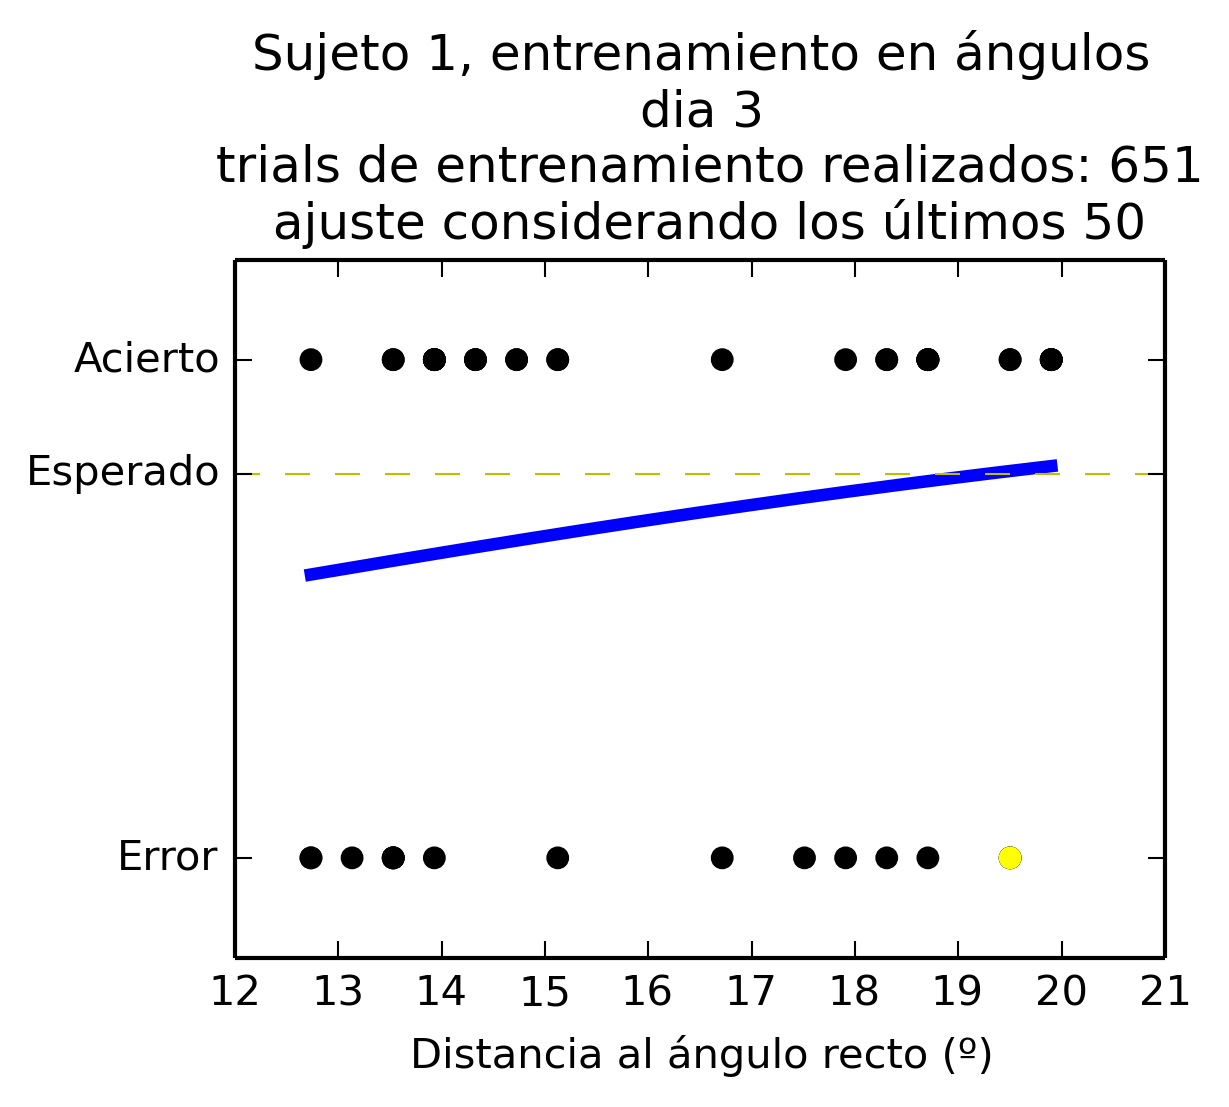 Sujeto 1, entrenamiento en ángulos
dia 3
trials de entrenamiento realizados: 651
ajuste considerando los últimos 50
Acierto
Esperado
Error
12 13 14 15 16 17 18 19 20 21
Distancia al ángulo recto (º)